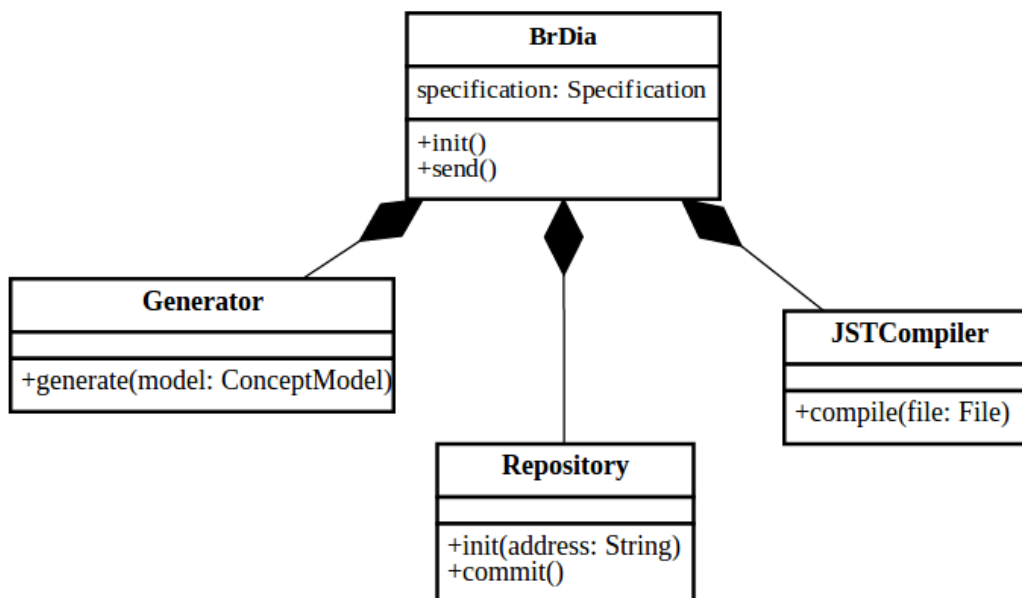 BrDia
specification: Specification
+init()
+send()
Generator
+generate(model: ConceptModel)
JSTCompiler
+compile(file: File)
Repository
+init(address: String)
+commit()